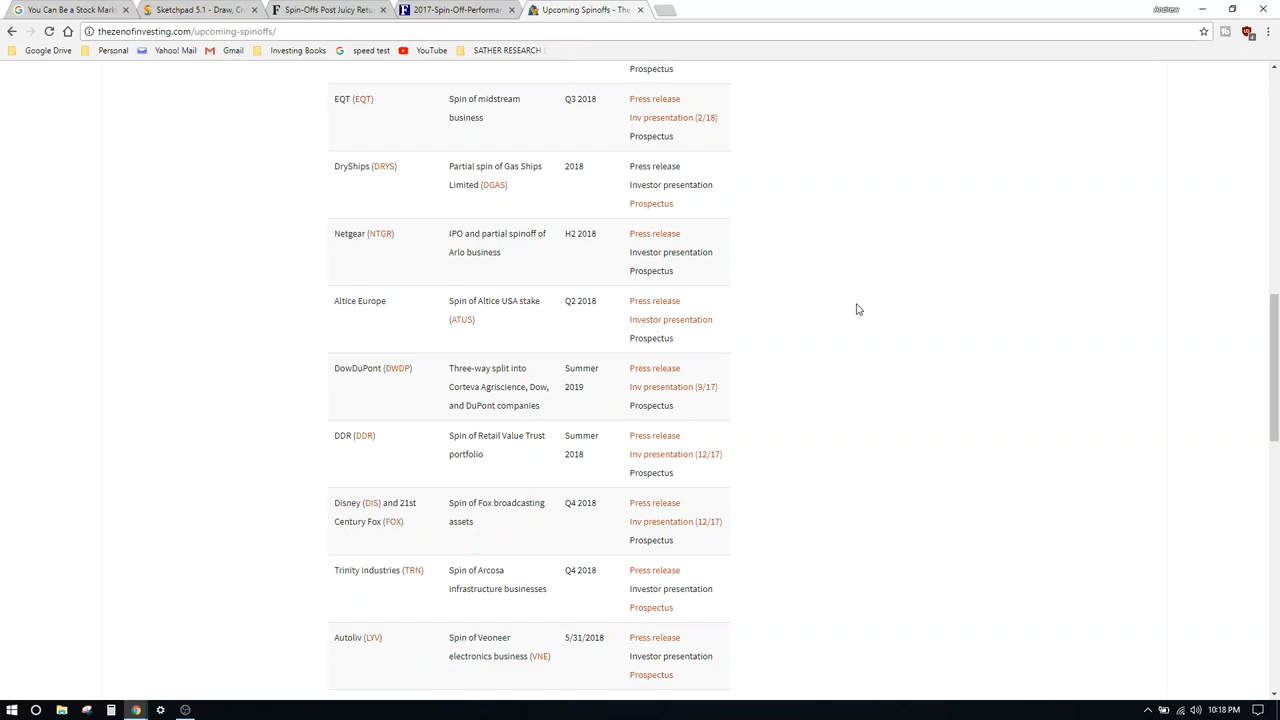 You Can Be a Stock Mark
Sketchpad 5.1 - Draw, Cr
Spin-Offs Post Juicy Retu
2017-Spin-Off-Performa
Upcoming Spinoffs - The
Andrew
thezenofinvesting.com/upcoming-spinoffs/
Google Drive
Personal
Yahoo! Mail
Gmail
Investing Books
speed test
YouTube
SATHER RESEARCH
Prospectus
EQT (EQT)
Spin of midstream
business
Q3 2018
Press release
Inv presentation (2/18)
Prospectus
DryShips (DRYS)
Partial spin of Gas Ships
Limited (DGAS)
2018
Press release
Investor presentation
Prospectus
Netgear (NTGR)
IPO and partial spinoff of
Arlo business
H2 2018
Press release
Investor presentation
Prospectus
Altice Europe
Spin of Altice USA stake
(ATUS)
Q2 2018
Press release
Investor presentation
Prospectus
DowDuPont (DWDP)
Three-way split into
Corteva Agriscience, Dow,
and DuPont companies
Summer
2019
Press release
Inv presentation (9/17)
Prospectus
DDR (DDR)
Spin of Retail Value Trust
portfolio
Summer
2018
Press release
Inv presentation (12/17)
Prospectus
Disney (DIS) and 21st
Century Fox (FOX)
Spin of Fox broadcasting
assets
Q4 2018
Press release
Inv presentation (12/17)
Prospectus
Trinity Industries (TRN)
Spin of Arcosa
infrastructure businesses
Q4 2018
Press release
Investor presentation
Prospectus
Autoliv (LYV)
Spin of Veoneer
electronics business (VNE)
5/31/2018
Press release
Investor presentation
Prospectus
10:18 PM